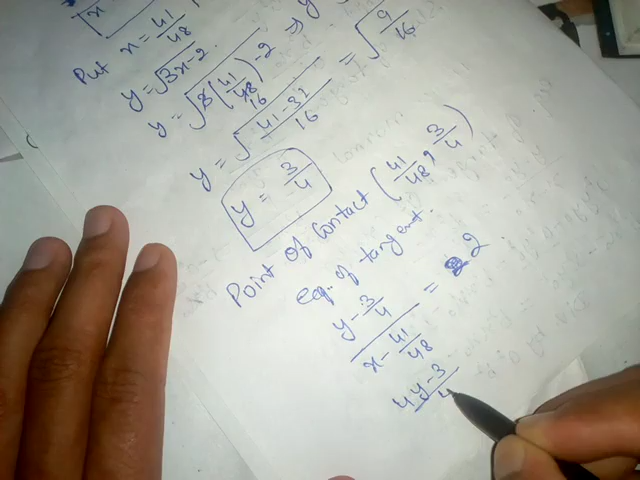 x
Put x = 41/48
y = √3x-2
y = √3(41/48 16)-2 ⇒ y
y = √41-32/16 = √9/16
y = 3/4
Point of Contact (41/48, 3/4)
eq. of tangent.
y-3/4 / x-41/48 = 2
4y-3/4